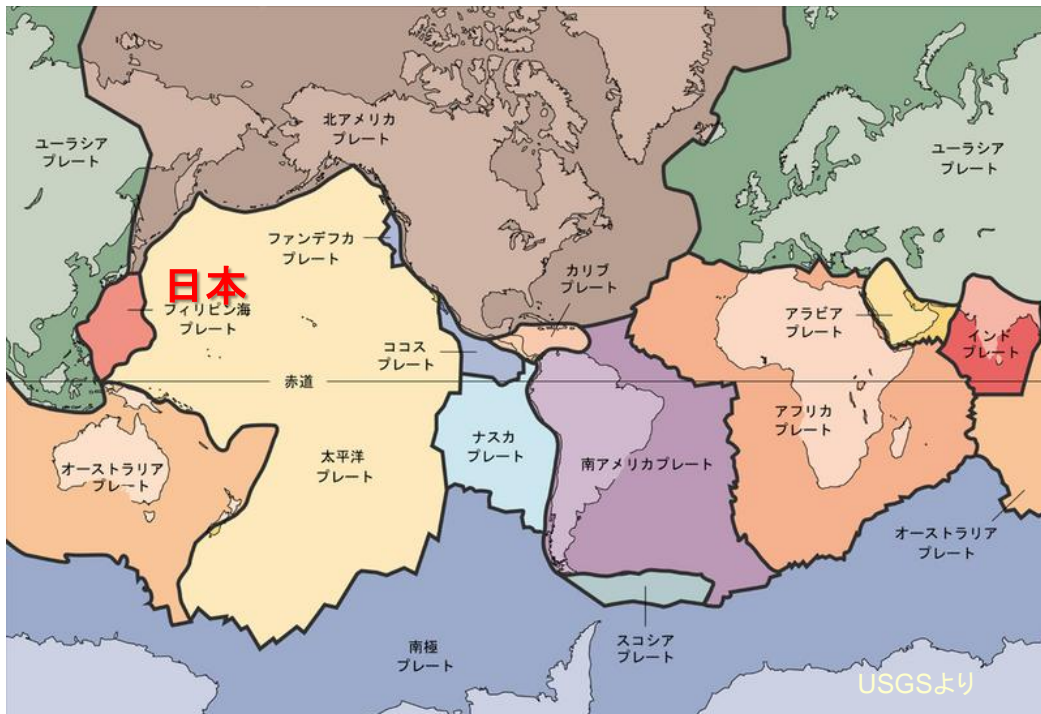 北アメリカ
プレート
ユーラシア
プレート
ユーラシア
プレート
ファンデフカ
プレート
日本
フィリピン海
プレート
カリブ
プレート
アラビア
プレート
インド
プレート
ココス
プレート
赤道
アフリカ
プレート
オーストラリア
プレート
太平洋
プレート
ナスカ
プレート
南アメリカプレート
オーストラリア
プレート
南極
プレート
スコシア
プレート
USGSより